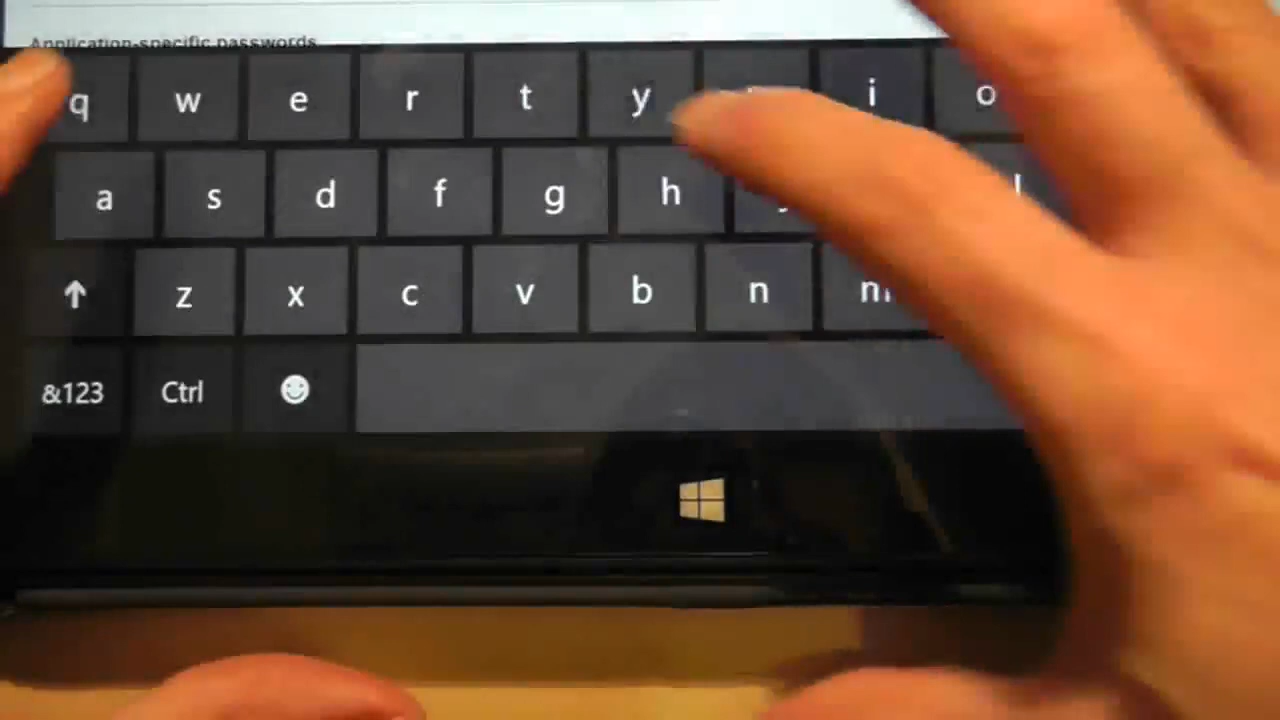 Application-specific passwords
q w e r t y i o
a s d f g h
z x c v b n m
&123 Ctrl